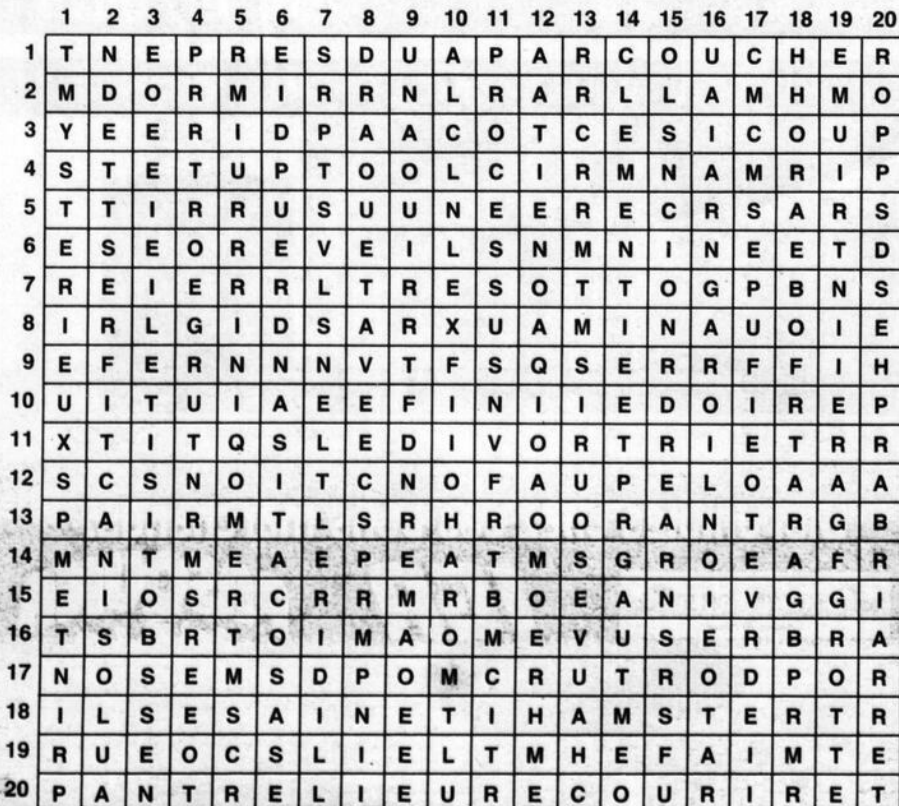 1 2 3 4 5 6 7 8 9 10 11 12 13 14 15 16 17 18 19 20
1 T N E P R E S D U A P A R C O U C H E R
2 M D O R M I R R N L R A R L L A M H M O
3 Y E E R I D P A A C O T C E S I C O U P
4 S T E T U P T O O L C I R M N A M R I P
5 T T I R R U S U U N E E R E C R S A R S
6 E S E O R E V E I L S N M N I N E E T D
7 R E I E R R L T R E S O T T O G P B N S
8 I R L G I D S A R X U A M I N A U O I E
9 E F E R N N N V T F S Q S E R R F F I H
10 U I T U I A E E F I N I I E D O I R E P
11 X T I T Q S L E D I V O R T R I E T R R
12 S C S N O I T C N O F A U P E L O A A A
13 P A I R M T L S R H R O O R A N T R G B
14 M N T M E A E P E A T M S G R O E A F R
15 E I O S R C R R M R B O E A N I V G G I
16 T S B R T O I M A O M E V U S E R B R A
17 N O S E M S D P O M C R U T R O D P O R
18 I L S E S A I N E T I H A M S T E R T R
19 R U E O C S L I E L T M H E F A I M T E
20 P A N T R E L I E U R E C O U R I R E T